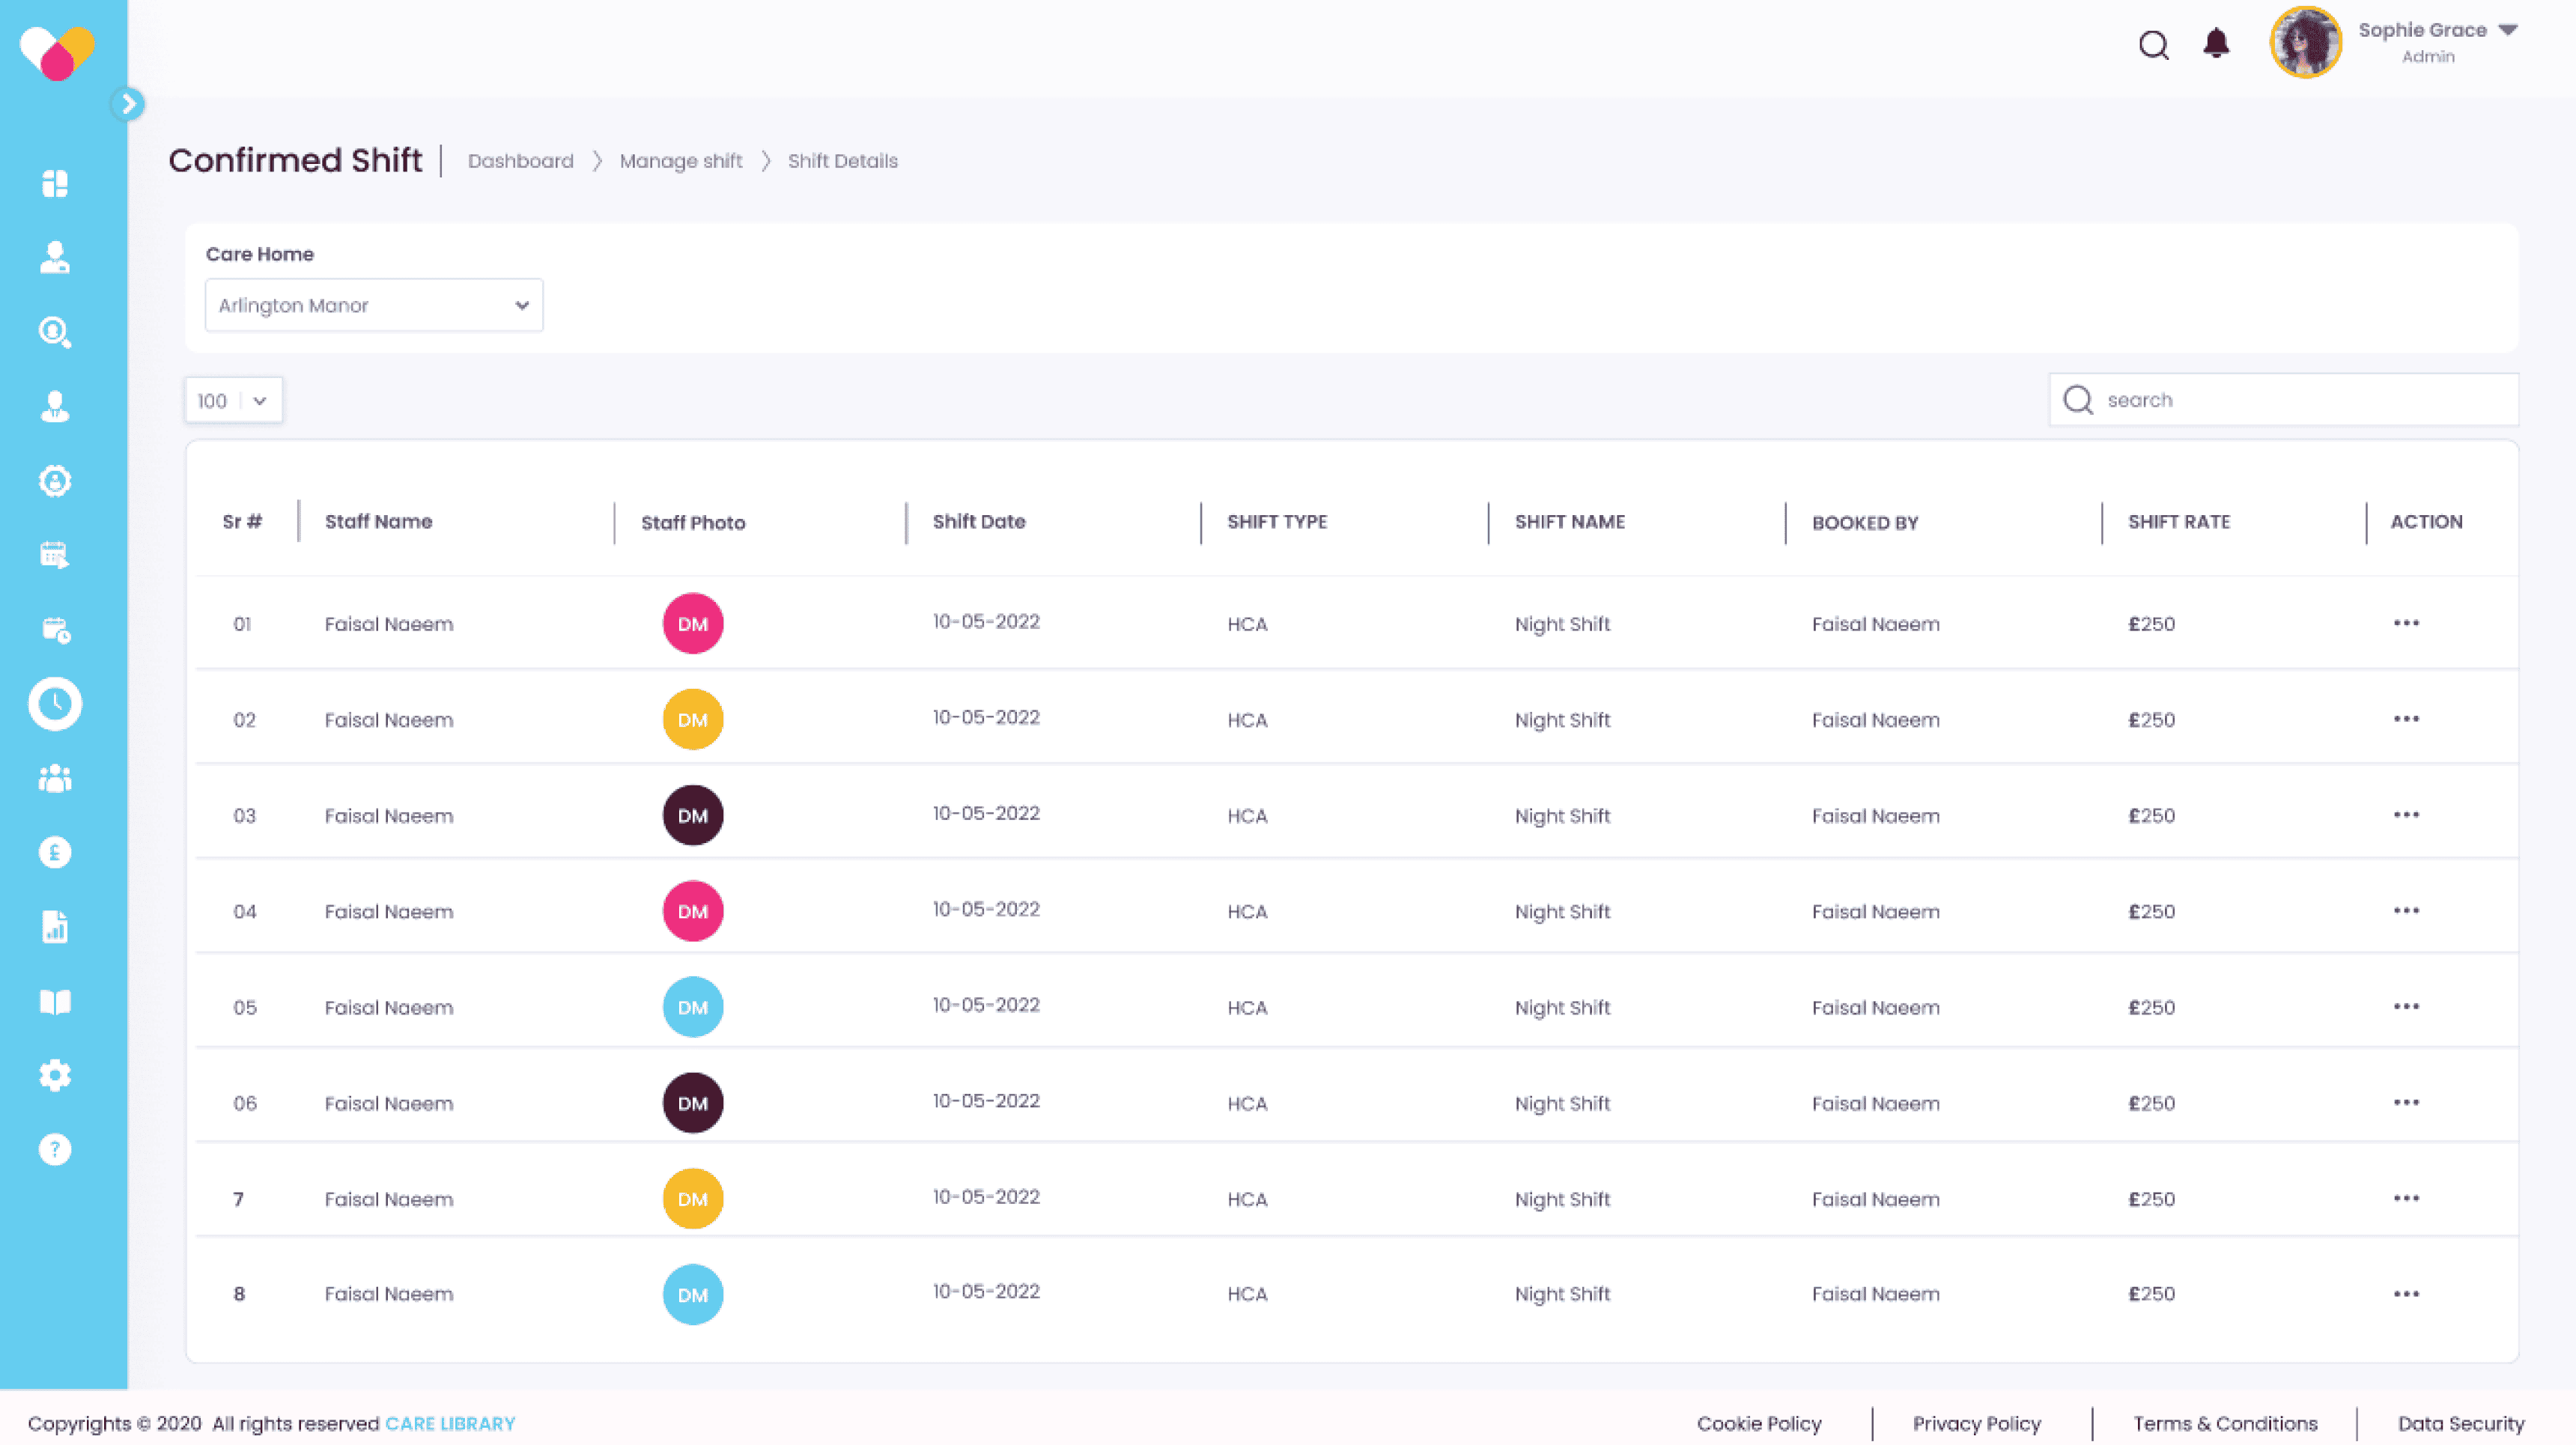 Sophie Grace
Admin
Confirmed Shift | Dashboard > Manage shift > Shift Details
Care Home
Arlington Manor
100
search
Sr # Staff Name Staff Photo Shift Date SHIFT TYPE SHIFT NAME BOOKED BY SHIFT RATE ACTION
01 Faisal Naeem DM 10-05-2022 HCA Night Shift Faisal Naeem £250 •••
02 Faisal Naeem DM 10-05-2022 HCA Night Shift Faisal Naeem £250 •••
03 Faisal Naeem DM 10-05-2022 HCA Night Shift Faisal Naeem £250 •••
04 Faisal Naeem DM 10-05-2022 HCA Night Shift Faisal Naeem £250 •••
05 Faisal Naeem DM 10-05-2022 HCA Night Shift Faisal Naeem £250 •••
06 Faisal Naeem DM 10-05-2022 HCA Night Shift Faisal Naeem £250 •••
7 Faisal Naeem DM 10-05-2022 HCA Night Shift Faisal Naeem £250 •••
8 Faisal Naeem DM 10-05-2022 HCA Night Shift Faisal Naeem £250 •••
£
?
Copyrights © 2020 All rights reserved CARE LIBRARY Cookie Policy | Privacy Policy | Terms & Conditions | Data Security